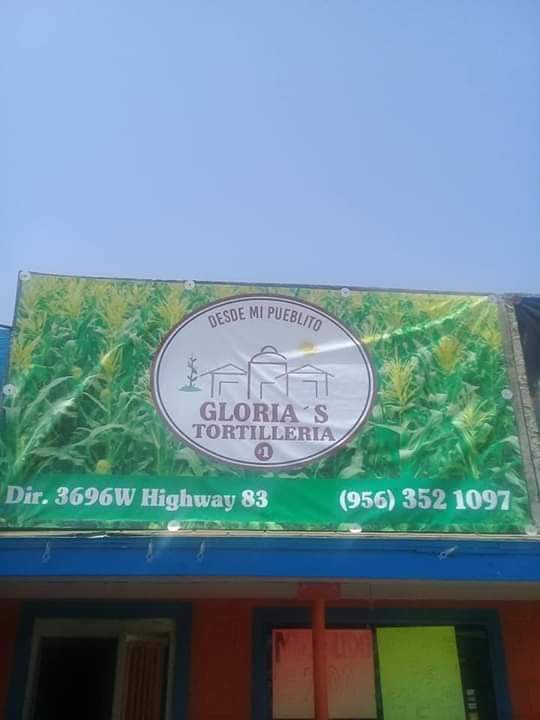 DESDE MI PUEBLITO
GLORIA´S
TORTILLERIA
#1
Dir. 3696W Highway 83 (956) 352 1097